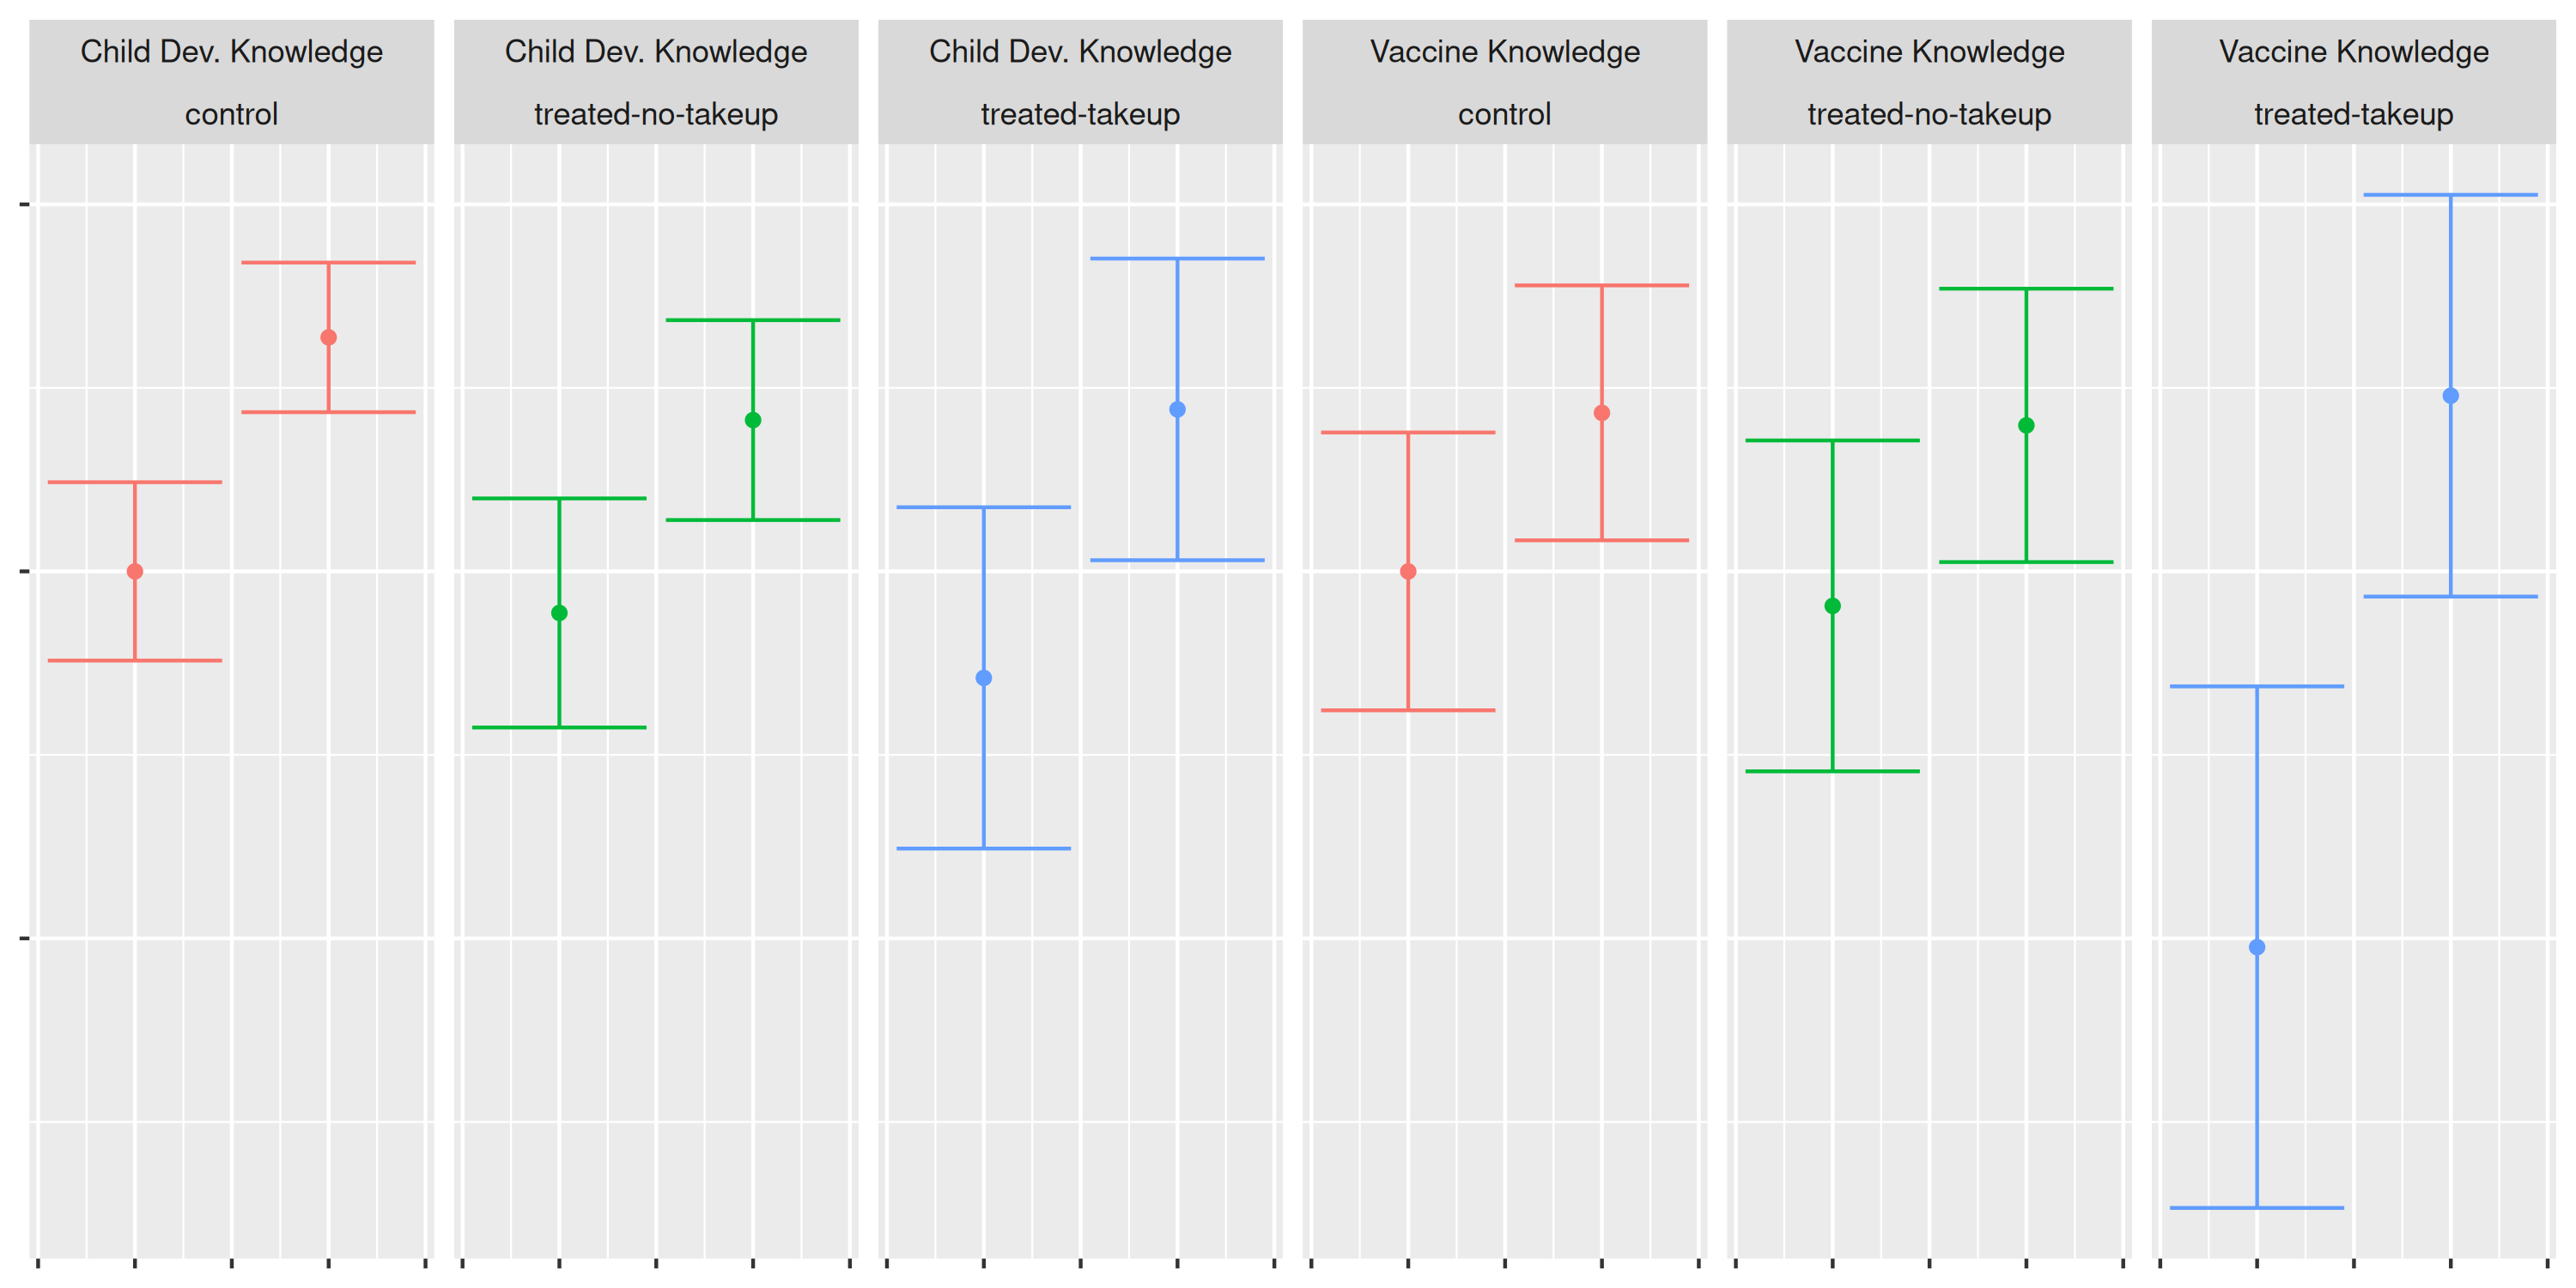 Child Dev. Knowledge
control
Child Dev. Knowledge
treated-no-takeup
Child Dev. Knowledge
treated-takeup
Vaccine Knowledge
control
Vaccine Knowledge
treated-no-takeup
Vaccine Knowledge
treated-takeup